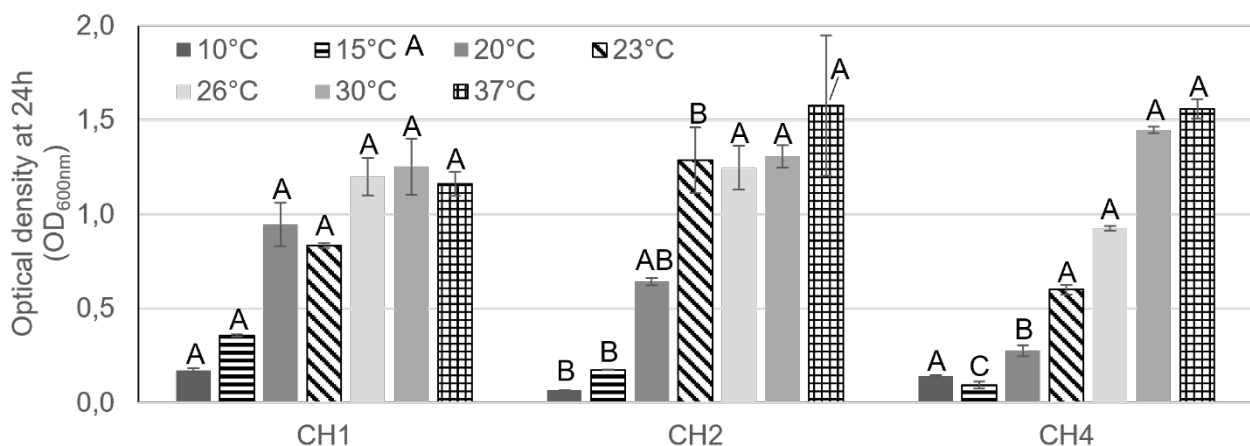 2,0
10°C 15°C A 20°C 23°C
26°C 30°C 37°C
1,5
1,0
0,5
0,0
Optical density at 24h
(OD600nm)
A A A A A A A
B B AB B A A A
A C B A A A A
CH1 CH2 CH4